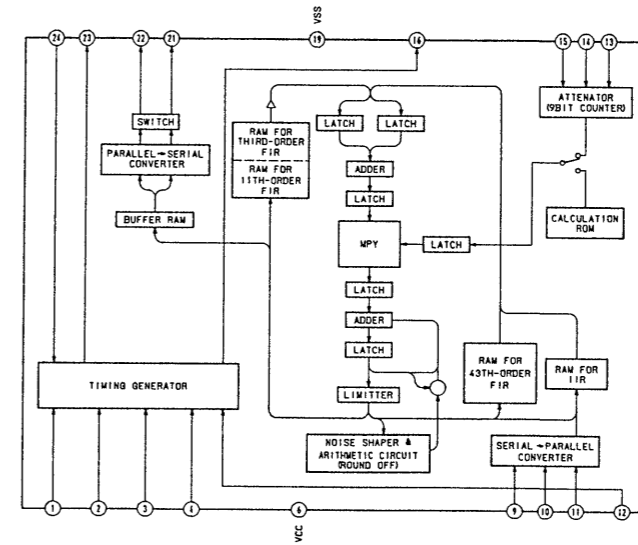 VSS
24
23
22
21
19
16
15
14
13
SWITCH
PARALLEL→SERIAL
CONVERTER
BUFFER RAM
RAM FOR
THIRD-ORDER
FIR
RAM FOR
11TH-ORDER
FIR
LATCH
LATCH
ADDER
LATCH
MPY
LATCH
LATCH
ADDER
LATCH
LIMITTER
NOISE SHAPER &
ARITHMETIC CIRCUIT
(ROUND OFF)
ATTENATOR
(9BIT COUNTER)
CALCULATION
ROM
TIMING GENERATOR
RAM FOR
43TH-ORDER
FIR
RAM FOR
IIR
SERIAL→PARALLEL
CONVERTER
1
2
3
4
6
9
10
11
12
VCC